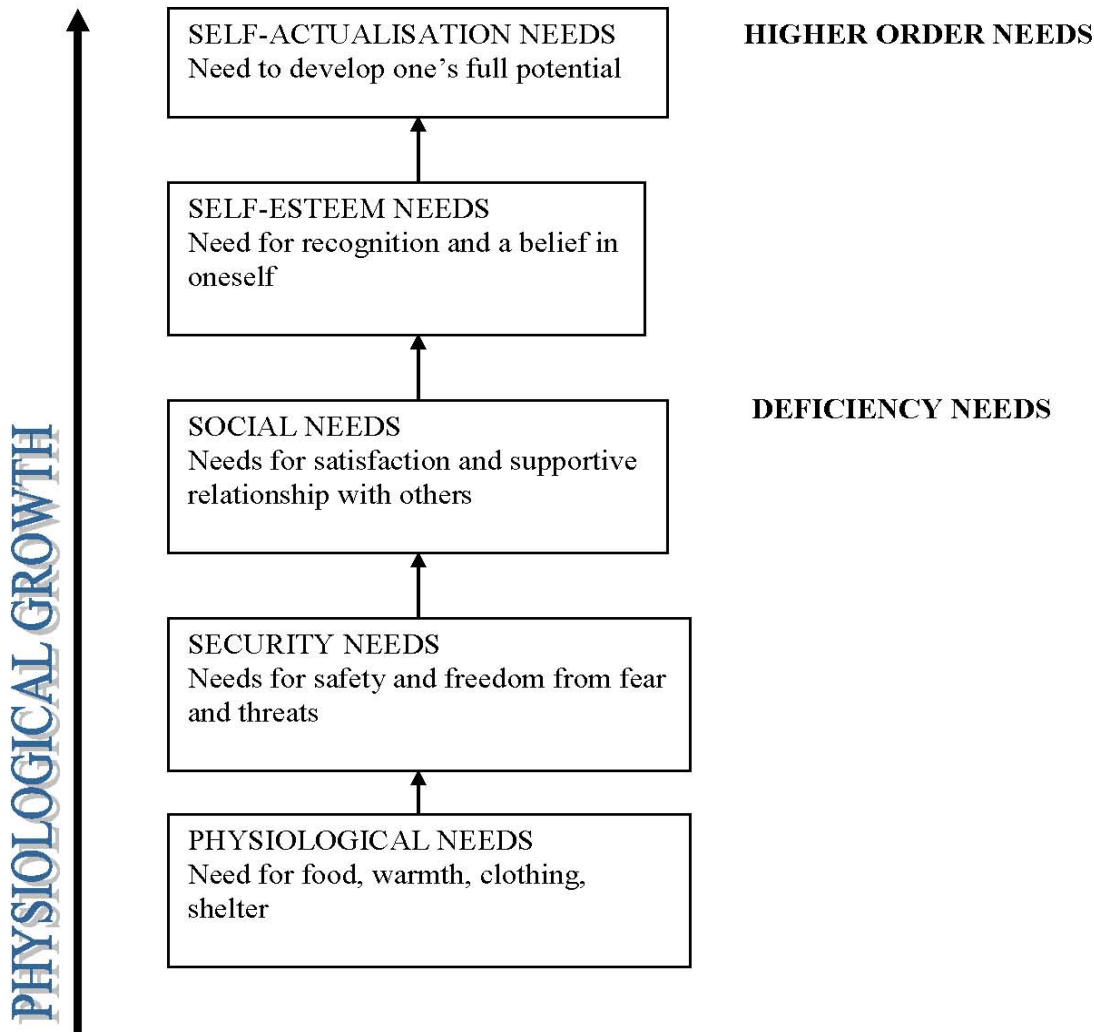 SELF-ACTUALISATION NEEDS
Need to develop one’s full potential
HIGHER ORDER NEEDS
SELF-ESTEEM NEEDS
Need for recognition and a belief in
oneself
SOCIAL NEEDS
Needs for satisfaction and supportive
relationship with others
DEFICIENCY NEEDS
SECURITY NEEDS
Needs for safety and freedom from fear
and threats
PHYSIOLOGICAL NEEDS
Need for food, warmth, clothing,
shelter
PHYSIOLOGICAL GROWTH